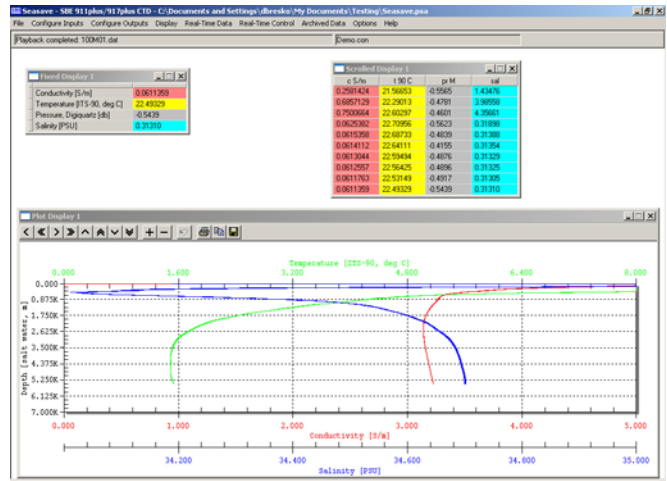 Seasave - SBE 911plus/917plus CTD - C:\Documents and Settings\dbresko\My Documents\Testing\Seasave.psa
File Configure Inputs Configure Outputs Display Real-Time Data Real-Time Control Archived Data Options Help
Playback completed: 100M01.dat Demo.con
Fixed Display 1
Conductivity [S/m] 0.0611359
Temperature [ITS-90, deg C] 22.49329
Pressure, Digiquartz [db] -0.5439
Salinity [PSU] 0.31310
Scrolled Display 1
c S/m t 90 C pr M sal
0.2581424 21.56653 -0.5565 1.43476
0.6857129 22.29013 -0.4781 3.98558
0.7500664 22.60297 -0.4601 4.35661
0.0625382 22.70956 -0.5623 0.31898
0.0615358 22.68733 -0.4839 0.31388
0.0614112 22.64111 -0.4155 0.31354
0.0613044 22.59494 -0.4876 0.31329
0.0612557 22.56425 -0.4896 0.31325
0.0611763 22.53149 -0.4917 0.31305
0.0611359 22.49329 -0.5439 0.31310
Plot Display 1
Temperature [ITS-90, deg C]
0.000 1.600 3.200 4.800 6.400 8.000
Depth [salt water, m]
0.000
0.875K
1.750K
2.625K
3.500K
4.375K
5.250K
6.125K
7.000K
0.000 1.000 2.000 3.000 4.000 5.000
Conductivity [S/m]
34.200 34.400 34.600 34.800 35.000
Salinity [PSU]